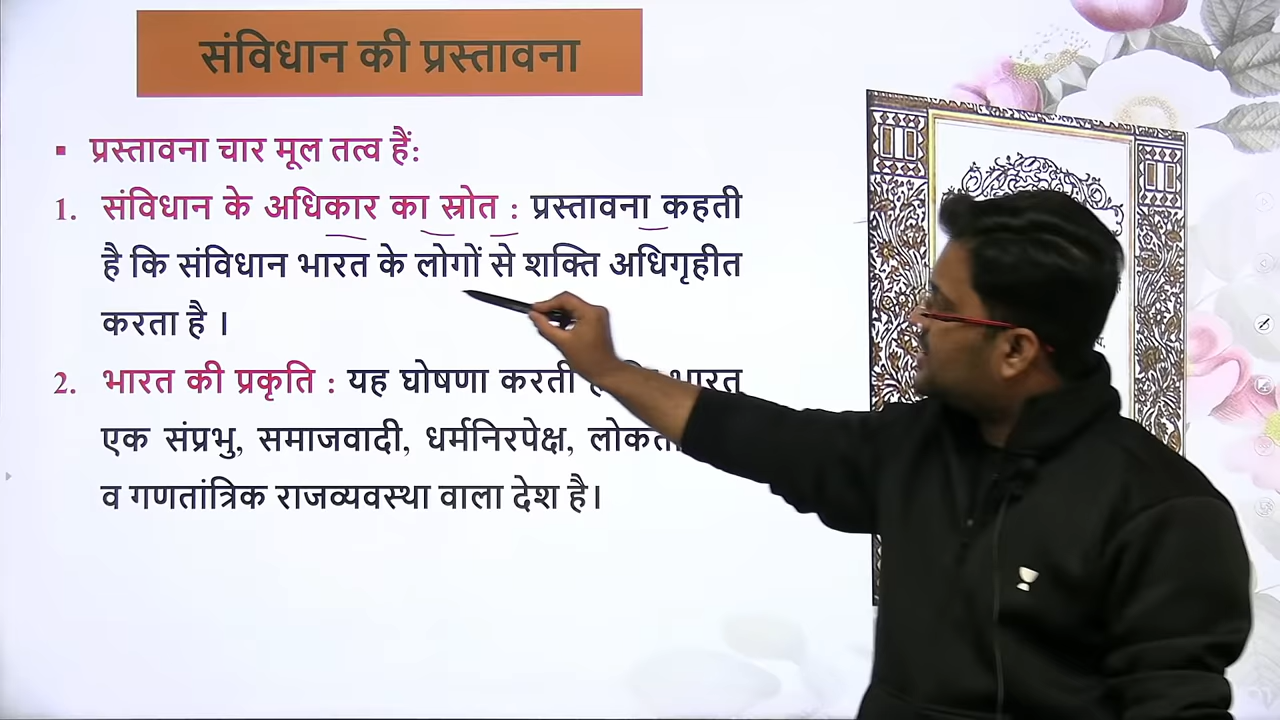 संविधान की प्रस्तावना
▪ प्रस्तावना चार मूल तत्व हैं:
1. संविधान के अधिकार का स्रोत : प्रस्तावना कहती
है कि संविधान भारत के लोगों से शक्ति अधिगृहीत
करता है ।
2. भारत की प्रकृति : यह घोषणा करती भारत
एक संप्रभु, समाजवादी, धर्मनिरपेक्ष,
व गणतांत्रिक राजव्यवस्था वाला देश है।